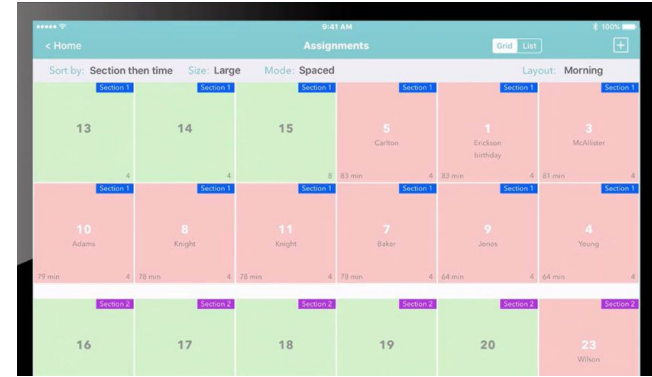 9:41 AM 100%
< Home Assignments Grid List +
Sort by: Section then time Size: Large Mode: Spaced Layout: Morning
Section 1 Section 1 Section 1 Section 1 Section 1 Section 1
13 14 15 5 1 3
Carlton Erickson McAllister
birthday
4 4 8 83 min 4 83 min 4 81 min 4
Section 1 Section 1 Section 1 Section 1 Section 1 Section 1
10 8 11 7 9 4
Adams Knight Knight Baker Jones Young
79 min 4 78 min 4 78 min 4 78 min 4 64 min 4 64 min 4
Section 2 Section 2 Section 2 Section 2 Section 2 Section 2
16 17 18 19 20 23
Wilson